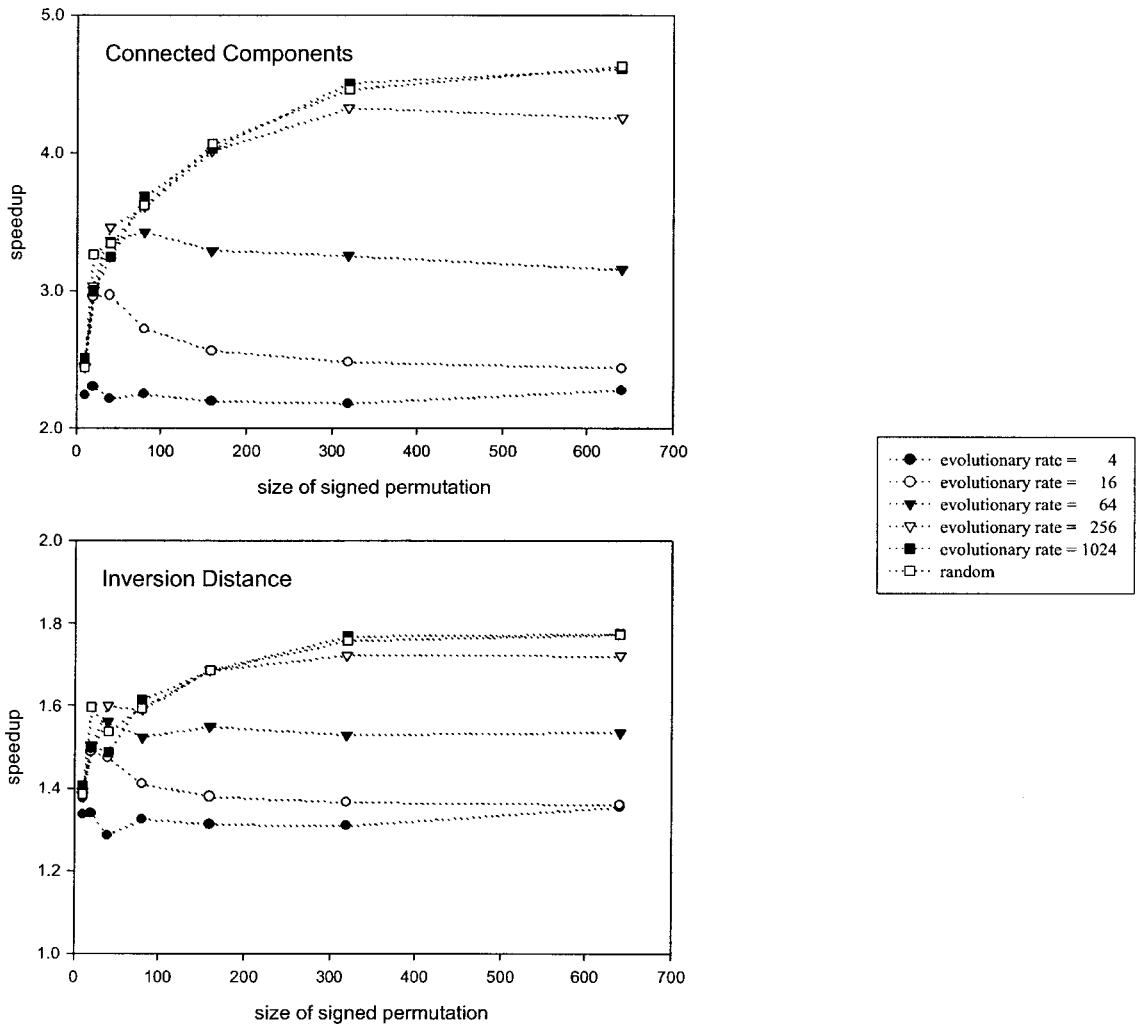 5.0
Connected Components
4.0
speedup
3.0
2.0
0 100 200 300 400 500 600 700
size of signed permutation
evolutionary rate = 4
evolutionary rate = 16
evolutionary rate = 64
evolutionary rate = 256
evolutionary rate = 1024
random
2.0
Inversion Distance
1.8
1.6
speedup
1.4
1.2
1.0
0 100 200 300 400 500 600 700
size of signed permutation